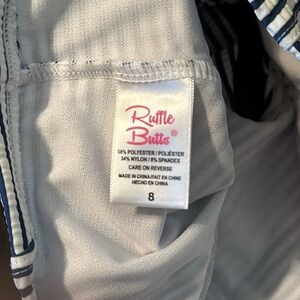 Ruffle
Butts®
58% POLYESTER / POLIÉSTER
34% NYLON / 8% SPANDEX
CARE ON REVERSE
MADE IN CHINA/FAIT EN CHINE
HECHO EN CHINA
8